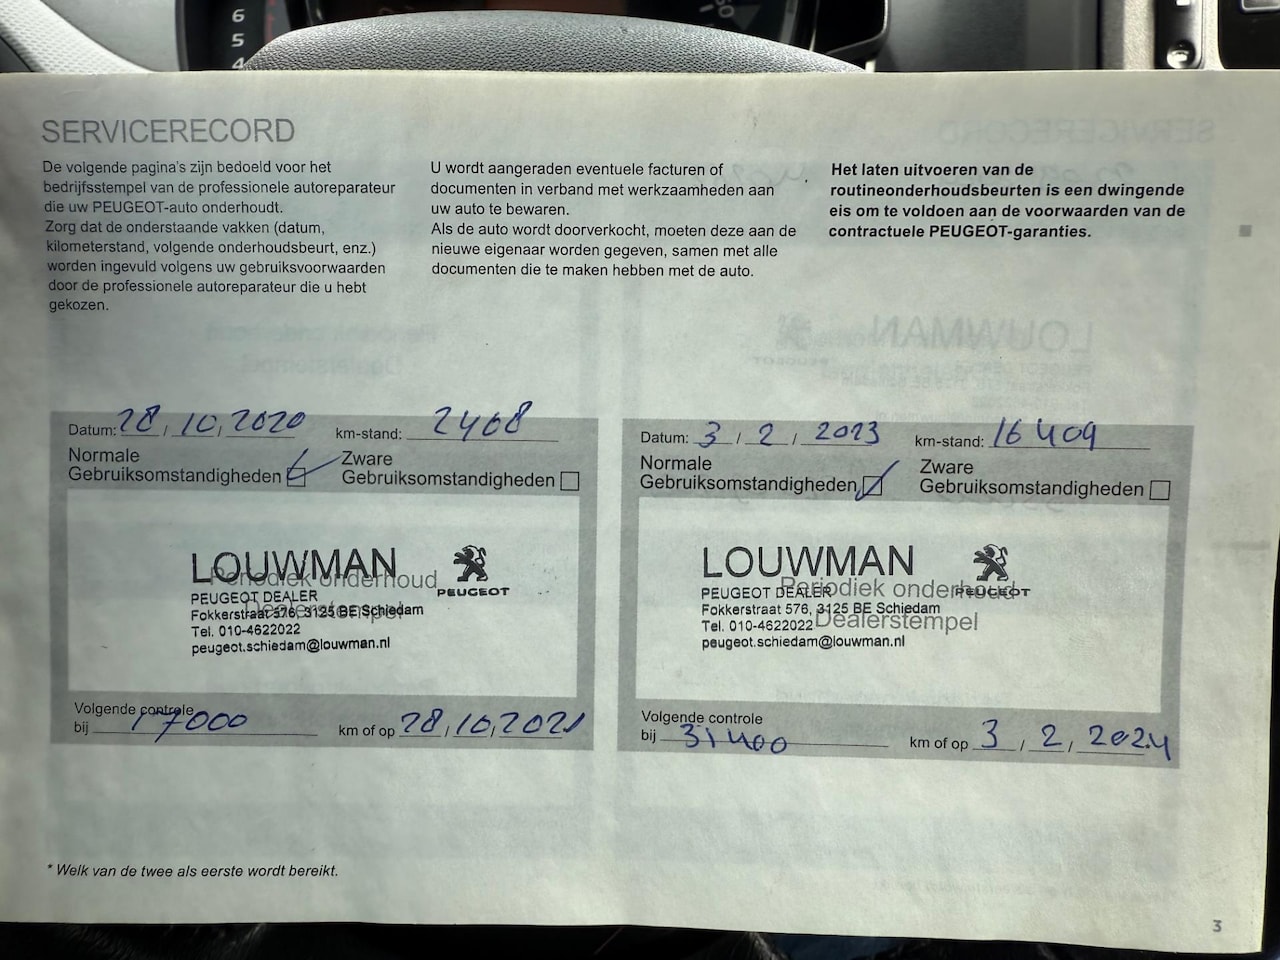 6
5
4
SERVICERECORD
De volgende pagina's zijn bedoeld voor het
bedrijfsstempel van de professionele autoreparateur
die uw PEUGEOT-auto onderhoudt.
Zorg dat de onderstaande vakken (datum,
kilometerstand, volgende onderhoudsbeurt, enz.)
worden ingevuld volgens uw gebruiksvoorwaarden
door de professionele autoreparateur die u hebt
gekozen.
U wordt aangeraden eventuele facturen of
documenten in verband met werkzaamheden aan
uw auto te bewaren.
Als de auto wordt doorverkocht, moeten deze aan de
nieuwe eigenaar worden gegeven, samen met alle
documenten die te maken hebben met de auto.
Het laten uitvoeren van de
routineonderhoudsbeurten is een dwingende
eis om te voldoen aan de voorwaarden van de
contractuele PEUGEOT-garanties.
Datum: 28 / 10 / 2020 km-stand: 2468
Normale
Gebruiksomstandigheden
Zware
Gebruiksomstandigheden
Periodiek onderhoud
Dealerstempel
LOUWMAN
PEUGEOT
PEUGEOT DEALER
Fokkerstraat 576, 3125 BE Schiedam
Tel. 010-4622022
peugeot.schiedam@louwman.nl
Volgende controle
bij 17000 km of op 28 / 10 / 2021
Datum: 3 / 2 / 2023 km-stand: 16 409
Normale
Gebruiksomstandigheden
Zware
Gebruiksomstandigheden
Periodiek onderhoud
Dealerstempel
LOUWMAN
PEUGEOT
PEUGEOT DEALER
Fokkerstraat 576, 3125 BE Schiedam
Tel. 010-4622022
peugeot.schiedam@louwman.nl
Volgende controle
bij 31400 km of op 3 / 2 / 2024
* Welk van de twee als eerste wordt bereikt.
3